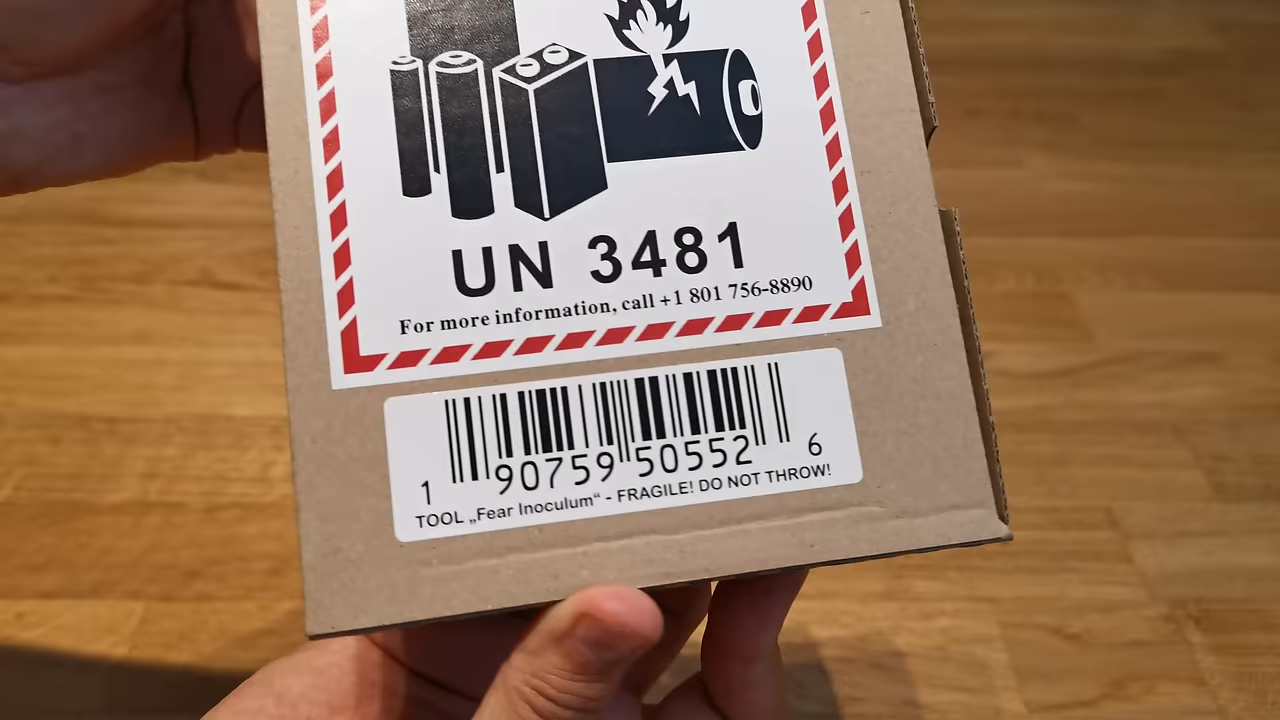 UN 3481
For more information, call +1 801 756-8890
1 90759 50552 6
TOOL „Fear Inoculum“ - FRAGILE! DO NOT THROW!